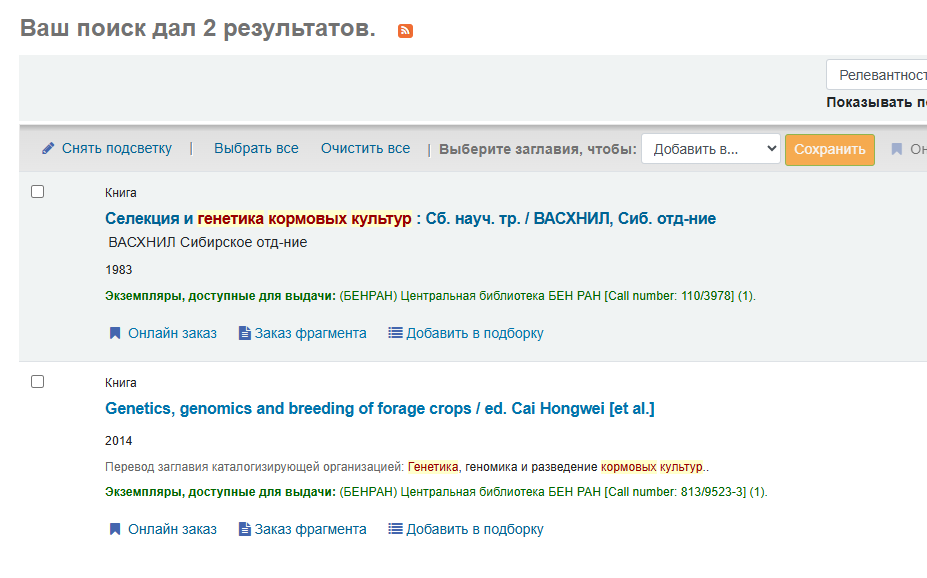 Ваш поиск дал 2 результатов.
Релевантност
Показывать п
Снять подсветку | Выбрать все Очистить все | Выберите заглавия, чтобы: Добавить в... Сохранить Он
Книга
Селекция и генетика кормовых культур : Сб. науч. тр. / ВАСХНИЛ, Сиб. отд-ние
ВАСХНИЛ Сибирское отд-ние
1983
Экземпляры, доступные для выдачи: (БЕНРАН) Центральная библиотека БЕН РАН [Call number: 110/3978] (1).
Онлайн заказ Заказ фрагмента Добавить в подборку
Книга
Genetics, genomics and breeding of forage crops / ed. Cai Hongwei [et al.]
2014
Перевод заглавия каталогизирующей организацией: Генетика, геномика и разведение кормовых культур..
Экземпляры, доступные для выдачи: (БЕНРАН) Центральная библиотека БЕН РАН [Call number: 813/9523-3] (1).
Онлайн заказ Заказ фрагмента Добавить в подборку